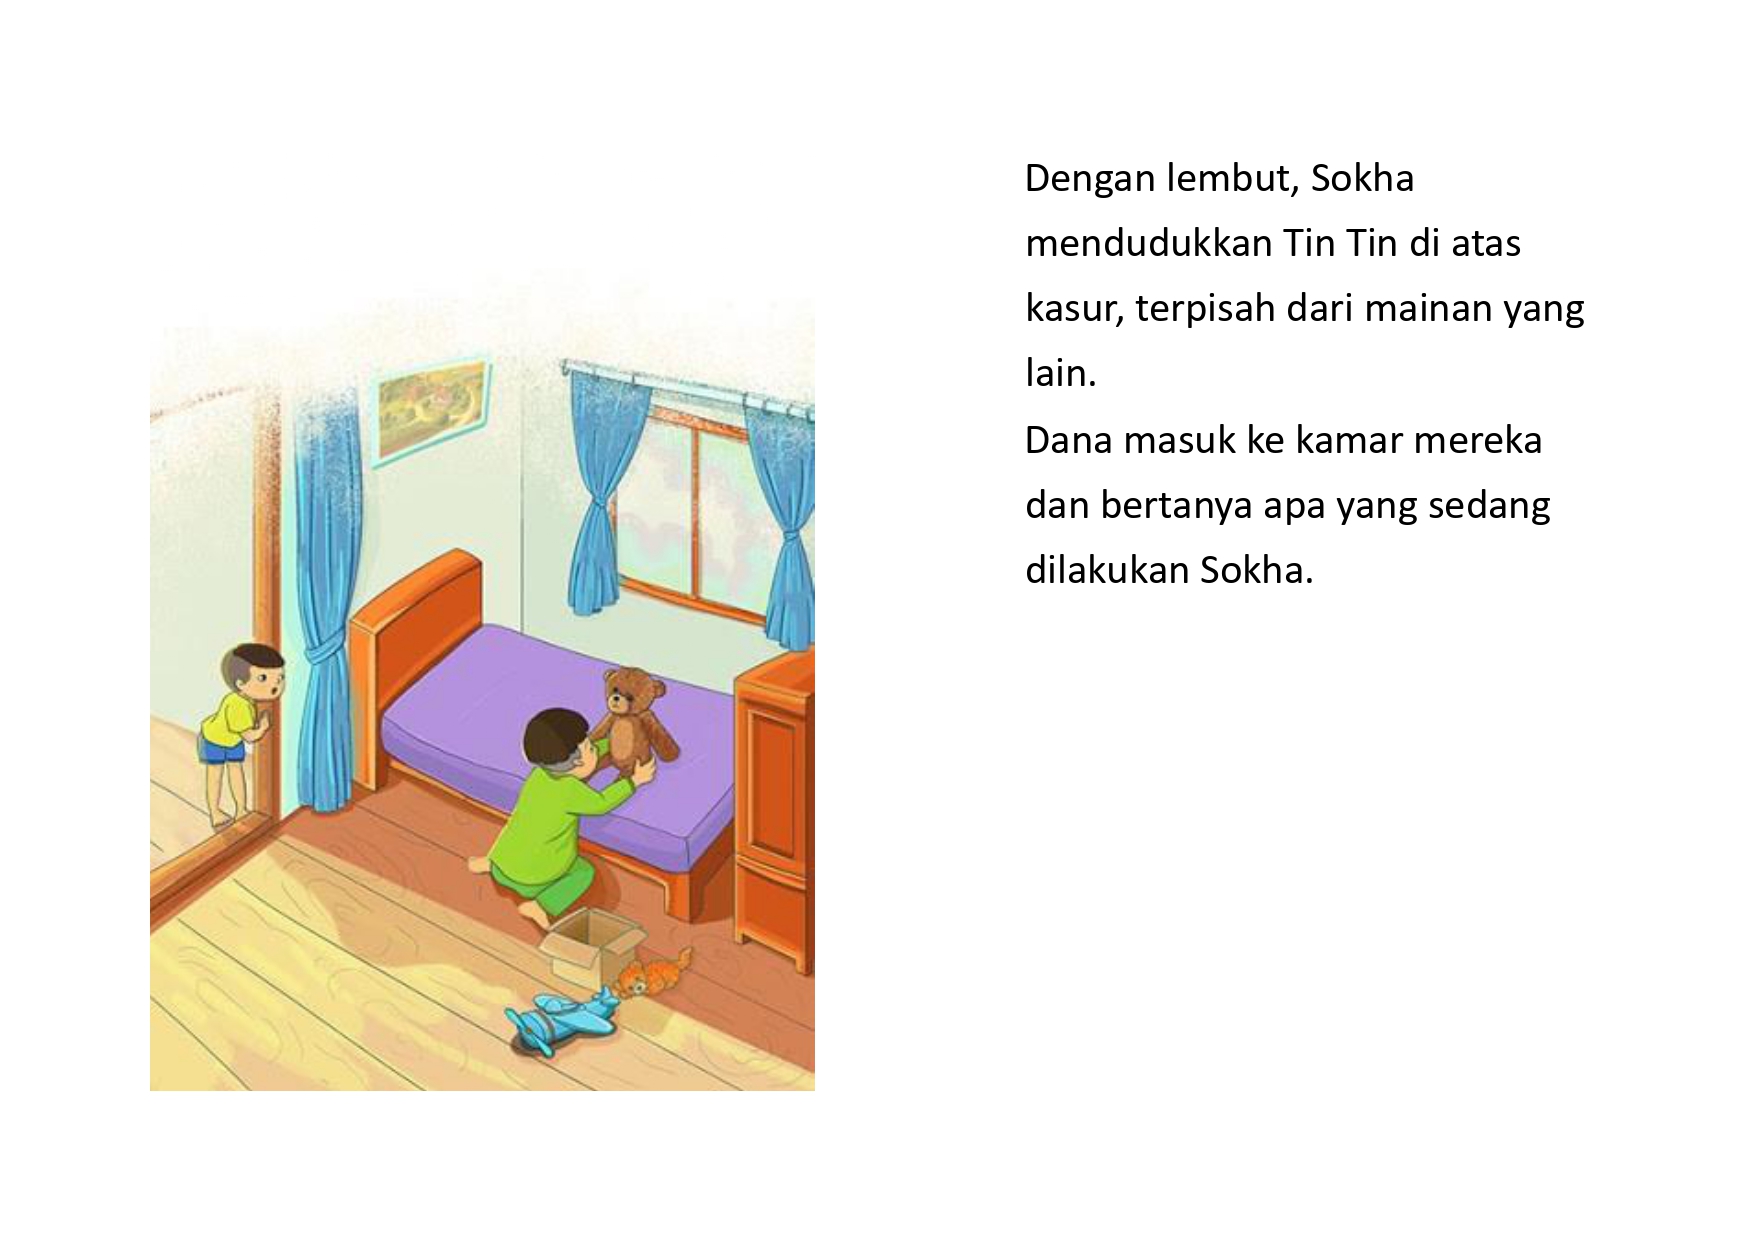 Dengan lembut, Sokha
mendudukkan Tin Tin di atas
kasur, terpisah dari mainan yang
lain.
Dana masuk ke kamar mereka
dan bertanya apa yang sedang
dilakukan Sokha.